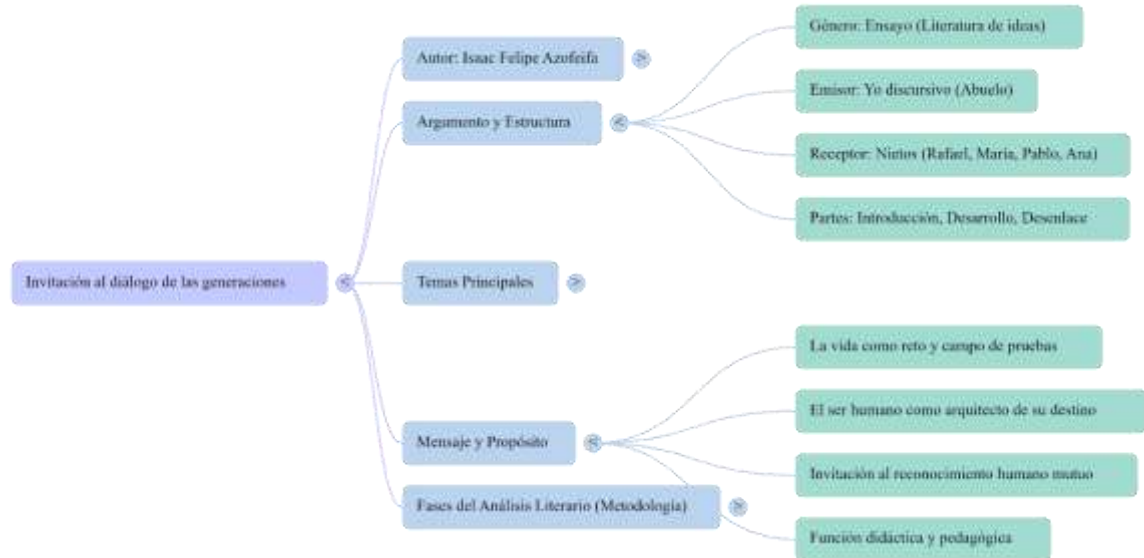 Invitación al diálogo de las generaciones
Autor: Isaac Felipe Azofeifa
>
Argumento y Estructura
<
Género: Ensayo (Literatura de ideas)
Emisor: Yo discursivo (Abuelo)
Receptor: Nietos (Rafael, María, Pablo, Ana)
Partes: Introducción, Desarrollo, Desenlace
<
Temas Principales
>
Mensaje y Propósito
<
La vida como reto y campo de pruebas
El ser humano como arquitecto de su destino
Invitación al reconocimiento humano mutuo
Función didáctica y pedagógica
Fases del Análisis Literario (Metodología)
>